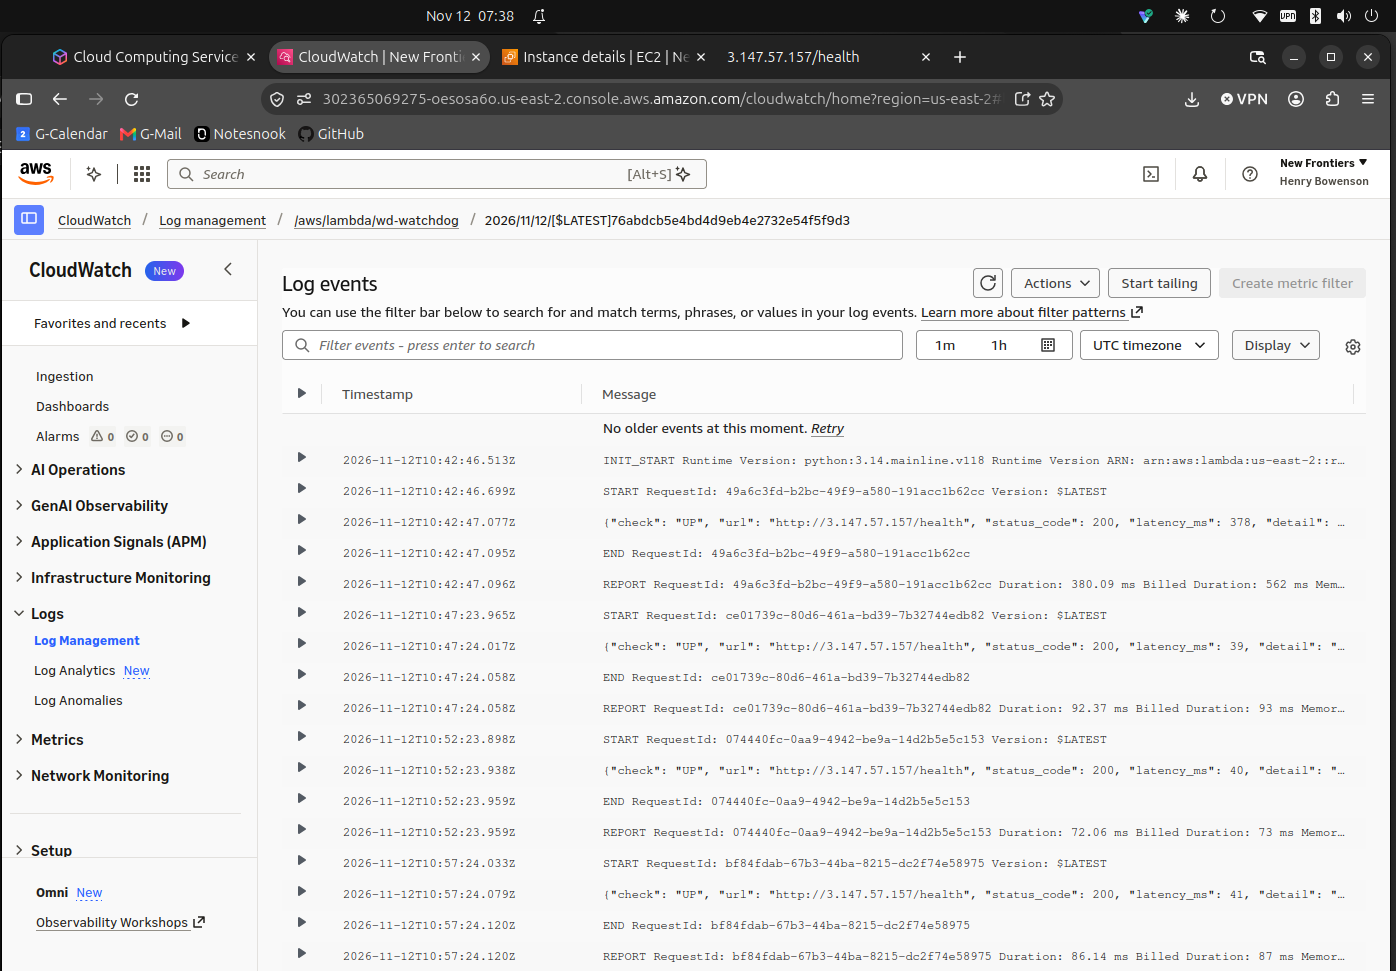 Nov 12 07:38
VPN
Cloud Computing Service
CloudWatch | New Fronti
Instance details | EC2 | Ne
3.147.57.157/health
302365069275-oesosa6o.us-east-2.console.aws.amazon.com/cloudwatch/home?region=us-east-2#
VPN
2 G-Calendar
G-Mail
Notesnook
GitHub
aws
Search
[Alt+S]
New Frontiers
Henry Bowenson
CloudWatch / Log management / /aws/lambda/wd-watchdog / 2026/11/12/[$LATEST]76abdcb5e4bd4d9eb4e2732e54f5f9d3
CloudWatch New
Favorites and recents
Ingestion
Dashboards
Alarms 0 0 0
AI Operations
GenAI Observability
Application Signals (APM)
Infrastructure Monitoring
Logs
Log Management
Log Analytics New
Log Anomalies
Metrics
Network Monitoring
Setup
Omni New
Observability Workshops
Log events
Actions
Start tailing
Create metric filter
You can use the filter bar below to search for and match terms, phrases, or values in your log events. Learn more about filter patterns
Filter events - press enter to search
1m 1h
UTC timezone
Display
Timestamp Message
No older events at this moment. Retry
2026-11-12T10:42:46.513Z INIT_START Runtime Version: python:3.14.mainline.v118 Runtime Version ARN: arn:aws:lambda:us-east-2::r…
2026-11-12T10:42:46.699Z START RequestId: 49a6c3fd-b2bc-49f9-a580-191acc1b62cc Version: $LATEST
2026-11-12T10:42:47.077Z {"check": "UP", "url": "http://3.147.57.157/health", "status_code": 200, "latency_ms": 378, "detail": …
2026-11-12T10:42:47.095Z END RequestId: 49a6c3fd-b2bc-49f9-a580-191acc1b62cc
2026-11-12T10:42:47.096Z REPORT RequestId: 49a6c3fd-b2bc-49f9-a580-191acc1b62cc Duration: 380.09 ms Billed Duration: 562 ms Mem…
2026-11-12T10:47:23.965Z START RequestId: ce01739c-80d6-461a-bd39-7b32744edb82 Version: $LATEST
2026-11-12T10:47:24.017Z {"check": "UP", "url": "http://3.147.57.157/health", "status_code": 200, "latency_ms": 39, "detail": "…
2026-11-12T10:47:24.058Z END RequestId: ce01739c-80d6-461a-bd39-7b32744edb82
2026-11-12T10:47:24.058Z REPORT RequestId: ce01739c-80d6-461a-bd39-7b32744edb82 Duration: 92.37 ms Billed Duration: 93 ms Memor…
2026-11-12T10:52:23.898Z START RequestId: 074440fc-0aa9-4942-be9a-14d2b5e5c153 Version: $LATEST
2026-11-12T10:52:23.938Z {"check": "UP", "url": "http://3.147.57.157/health", "status_code": 200, "latency_ms": 40, "detail": "…
2026-11-12T10:52:23.959Z END RequestId: 074440fc-0aa9-4942-be9a-14d2b5e5c153
2026-11-12T10:52:23.959Z REPORT RequestId: 074440fc-0aa9-4942-be9a-14d2b5e5c153 Duration: 72.06 ms Billed Duration: 73 ms Memor…
2026-11-12T10:57:24.033Z START RequestId: bf84fdab-67b3-44ba-8215-dc2f74e58975 Version: $LATEST
2026-11-12T10:57:24.079Z {"check": "UP", "url": "http://3.147.57.157/health", "status_code": 200, "latency_ms": 41, "detail": "…
2026-11-12T10:57:24.120Z END RequestId: bf84fdab-67b3-44ba-8215-dc2f74e58975
2026-11-12T10:57:24.120Z REPORT RequestId: bf84fdab-67b3-44ba-8215-dc2f74e58975 Duration: 86.14 ms Billed Duration: 87 ms Memor…